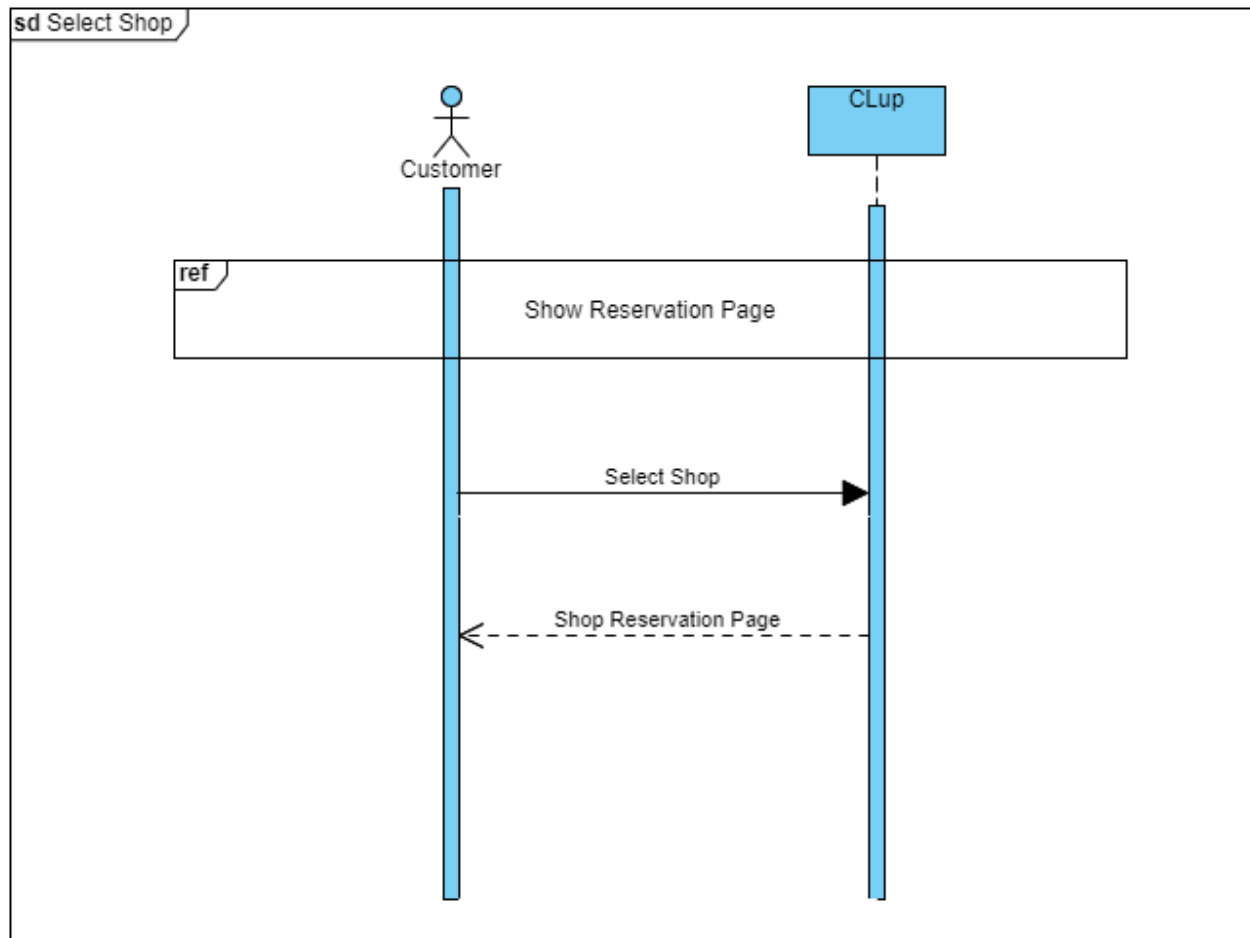 sd Select Shop
Customer
CLup
ref
Show Reservation Page
Select Shop
Shop Reservation Page